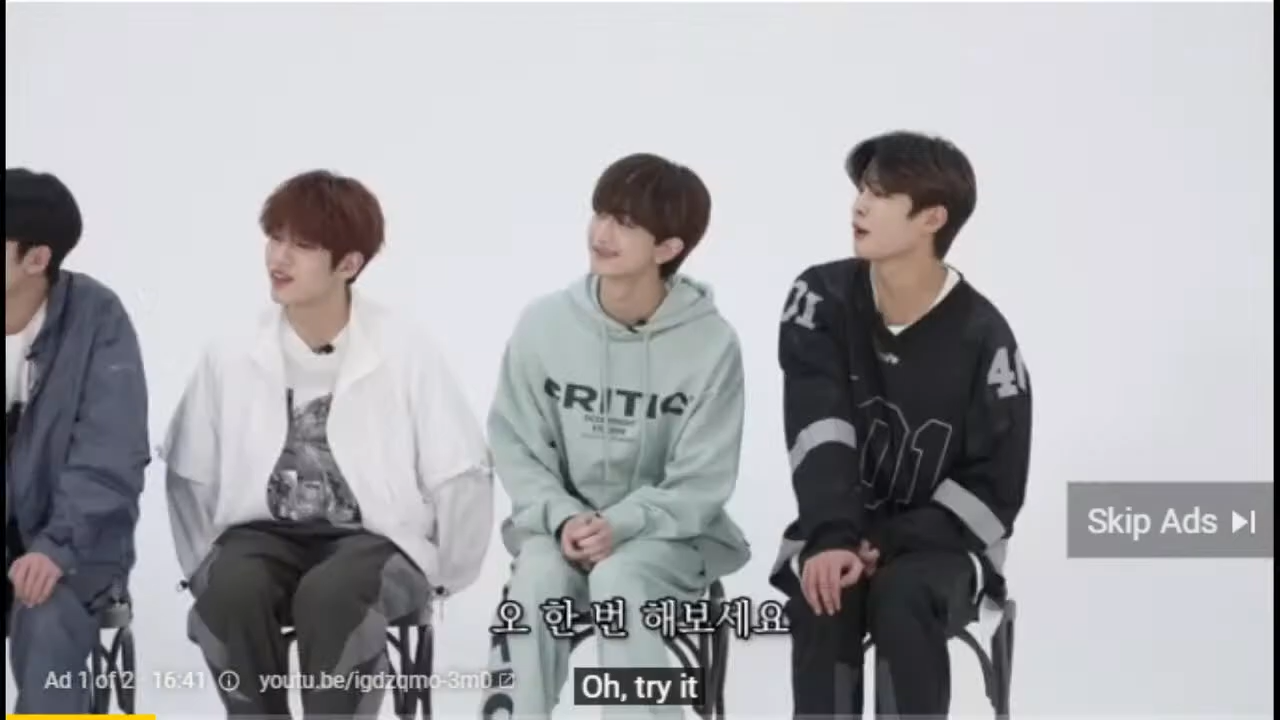 01
40
CRITIC
01
Skip Ads
오 한 번 해보세요
Ad 1 of 2 · 16:41
youtu.be/igdzqmo-3m0
Oh, try it